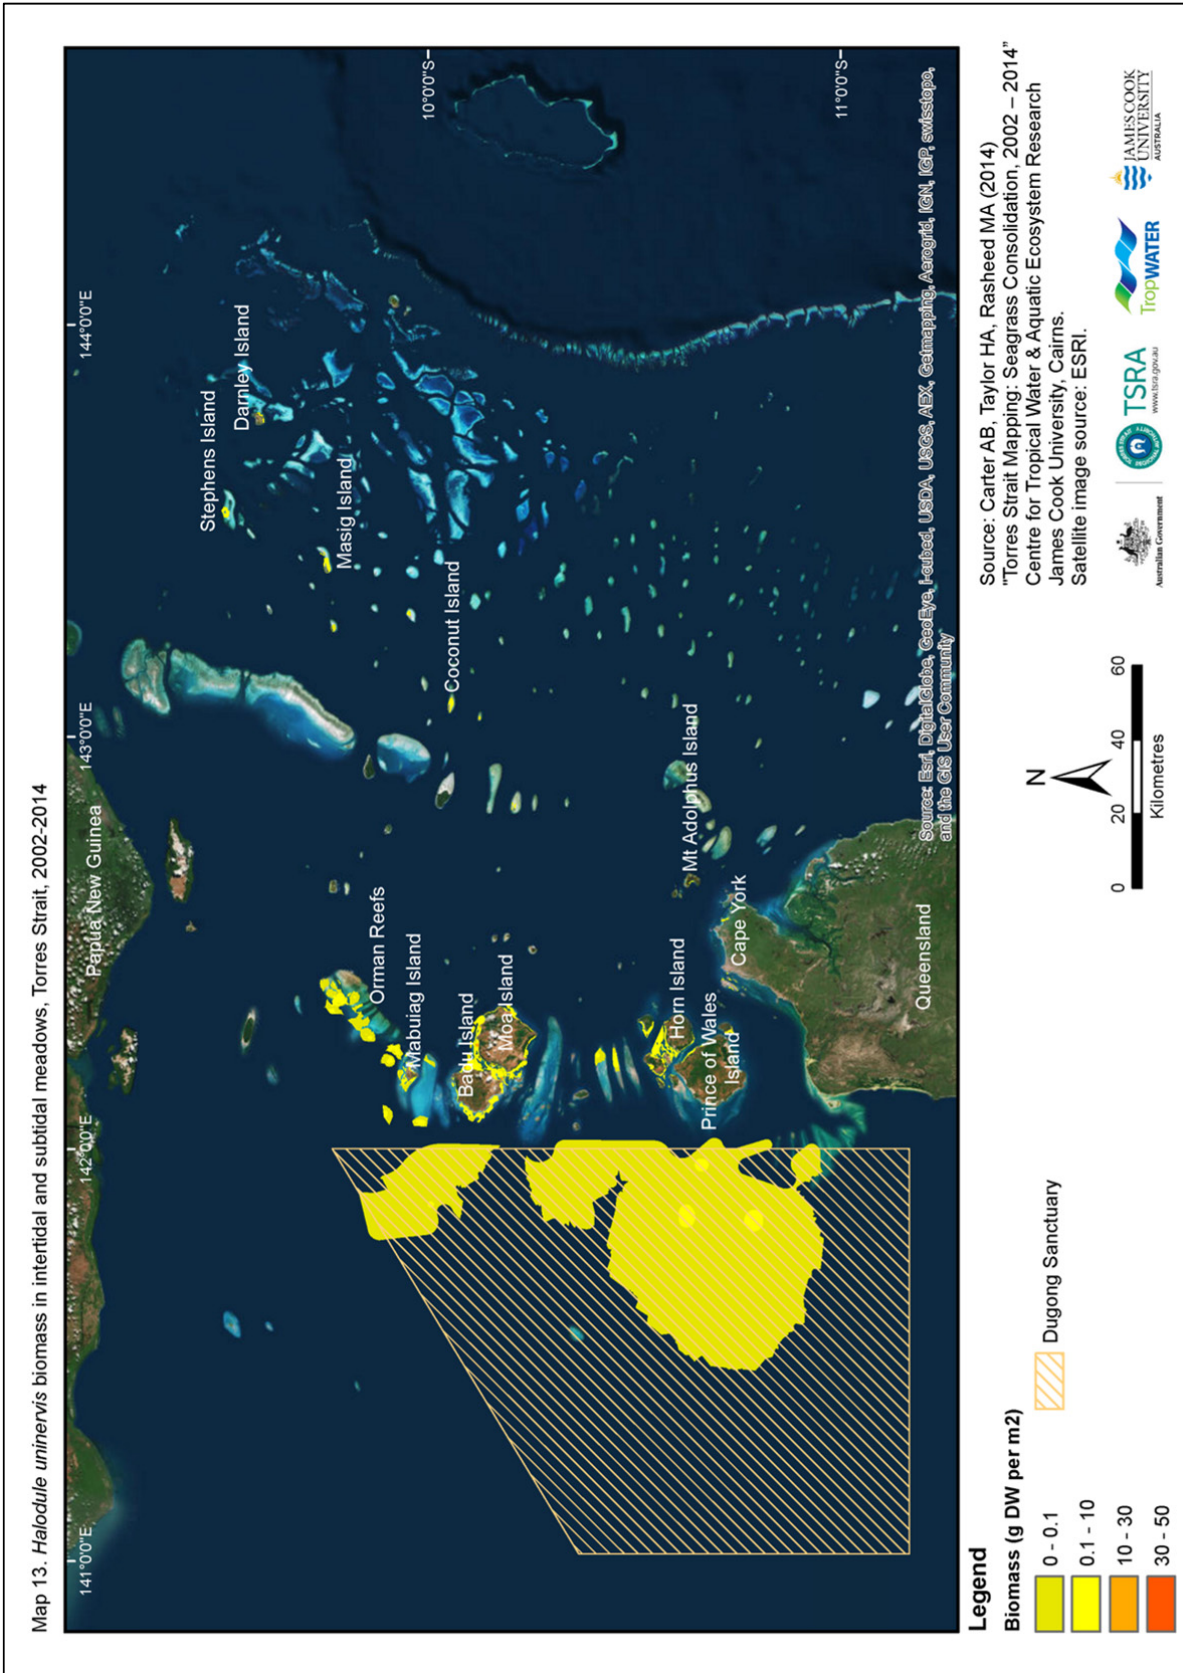 Map 13. Halodule uninervis biomass in intertidal and subtidal meadows, Torres Strait, 2002-2014
141°0'0"E
142°0'0"E
143°0'0"E
144°0'0"E
Papua New Guinea
Stephens Island
Darnley Island
Masig Island
10°0'0"S
Orman Reefs
Mabuiag Island
Coconut Island
Badu Island
Moa Island
Horn Island
Mt Adolphus Island
Prince of Wales
Island
Cape York
11°0'0"S
Queensland
Source: Esri, DigitalGlobe, GeoEye, i-cubed, USDA, USGS, AEX, Getmapping, Aerogrid, IGN, IGP, swisstopo,
and the GIS User Community
Legend
Biomass (g DW per m2)
0 - 0.1
0.1 - 10
10 - 30
30 - 50
Dugong Sanctuary
N
0 20 40 60
Kilometres
Source: Carter AB, Taylor HA, Rasheed MA (2014)
"Torres Strait Mapping: Seagrass Consolidation, 2002 – 2014"
Centre for Tropical Water & Aquatic Ecosystem Research
James Cook University, Cairns.
Satellite image source: ESRI.
Australian Government
TSRA
www.tsra.gov.au
TropWATER
JAMES COOK
UNIVERSITY
AUSTRALIA